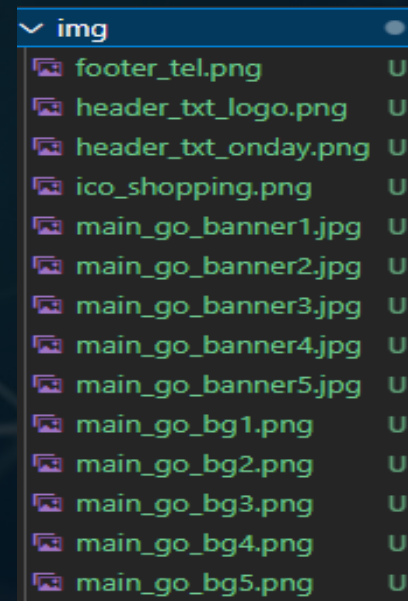 img
footer_tel.png U
header_txt_logo.png U
header_txt_onday.png U
ico_shopping.png U
main_go_banner1.jpg U
main_go_banner2.jpg U
main_go_banner3.jpg U
main_go_banner4.jpg U
main_go_banner5.jpg U
main_go_bg1.png U
main_go_bg2.png U
main_go_bg3.png U
main_go_bg4.png U
main_go_bg5.png U